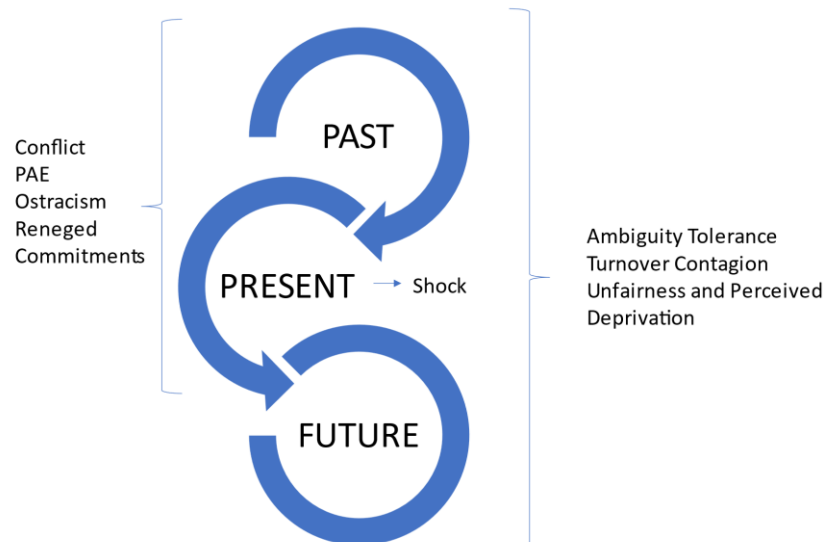 PAST
Conflict
PAE
Ostracism
Reneged
Commitments
PRESENT
Shock
Ambiguity Tolerance
Turnover Contagion
Unfairness and Perceived
Deprivation
FUTURE